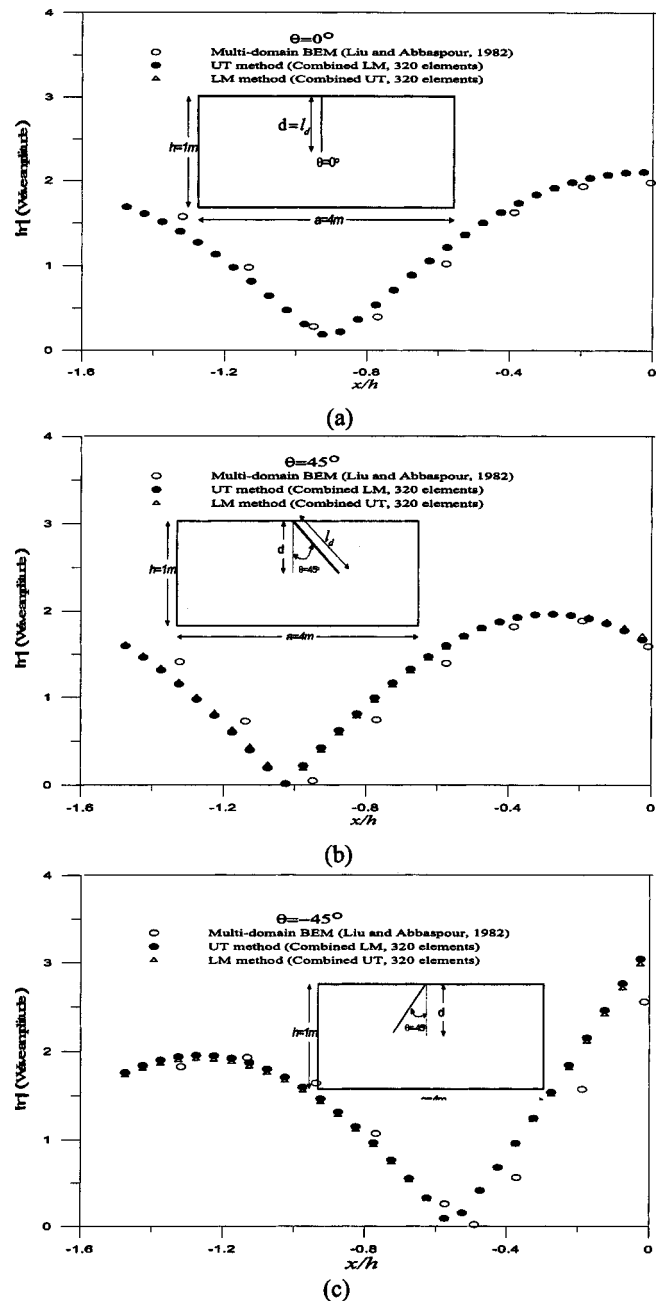 θ=0°
Multi-domain BEM (Liu and Abbaspour, 1982)
UT method (Combined LM, 320 elements)
LM method (Combined UT, 320 elements)
|η| (Wave amplitude)
4
3
2
1
0
h=1m
d=l_d
θ=0°
a=4m
-1.6
-1.2
-0.8
-0.4
0
x/h
(a)
θ=45°
Multi-domain BEM (Liu and Abbaspour, 1982)
UT method (Combined LM, 320 elements)
LM method (Combined UT, 320 elements)
|η| (Wave amplitude)
4
3
2
1
0
h=1m
d
l_d
θ=45°
a=4m
-1.6
-1.2
-0.8
-0.4
0
x/h
(b)
θ=-45°
Multi-domain BEM (Liu and Abbaspour, 1982)
UT method (Combined LM, 320 elements)
LM method (Combined UT, 320 elements)
|η| (Wave amplitude)
4
3
2
1
0
h=1m
d
θ=45°
a=4m
-1.6
-1.2
-0.8
-0.4
0
x/h
(c)